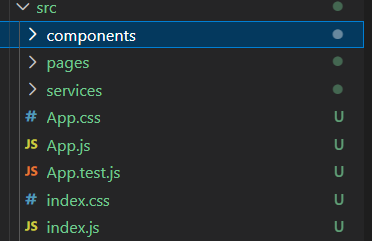 src
components
pages
services
# App.css U
JS App.js U
JS App.test.js U
# index.css U
JS index.js U